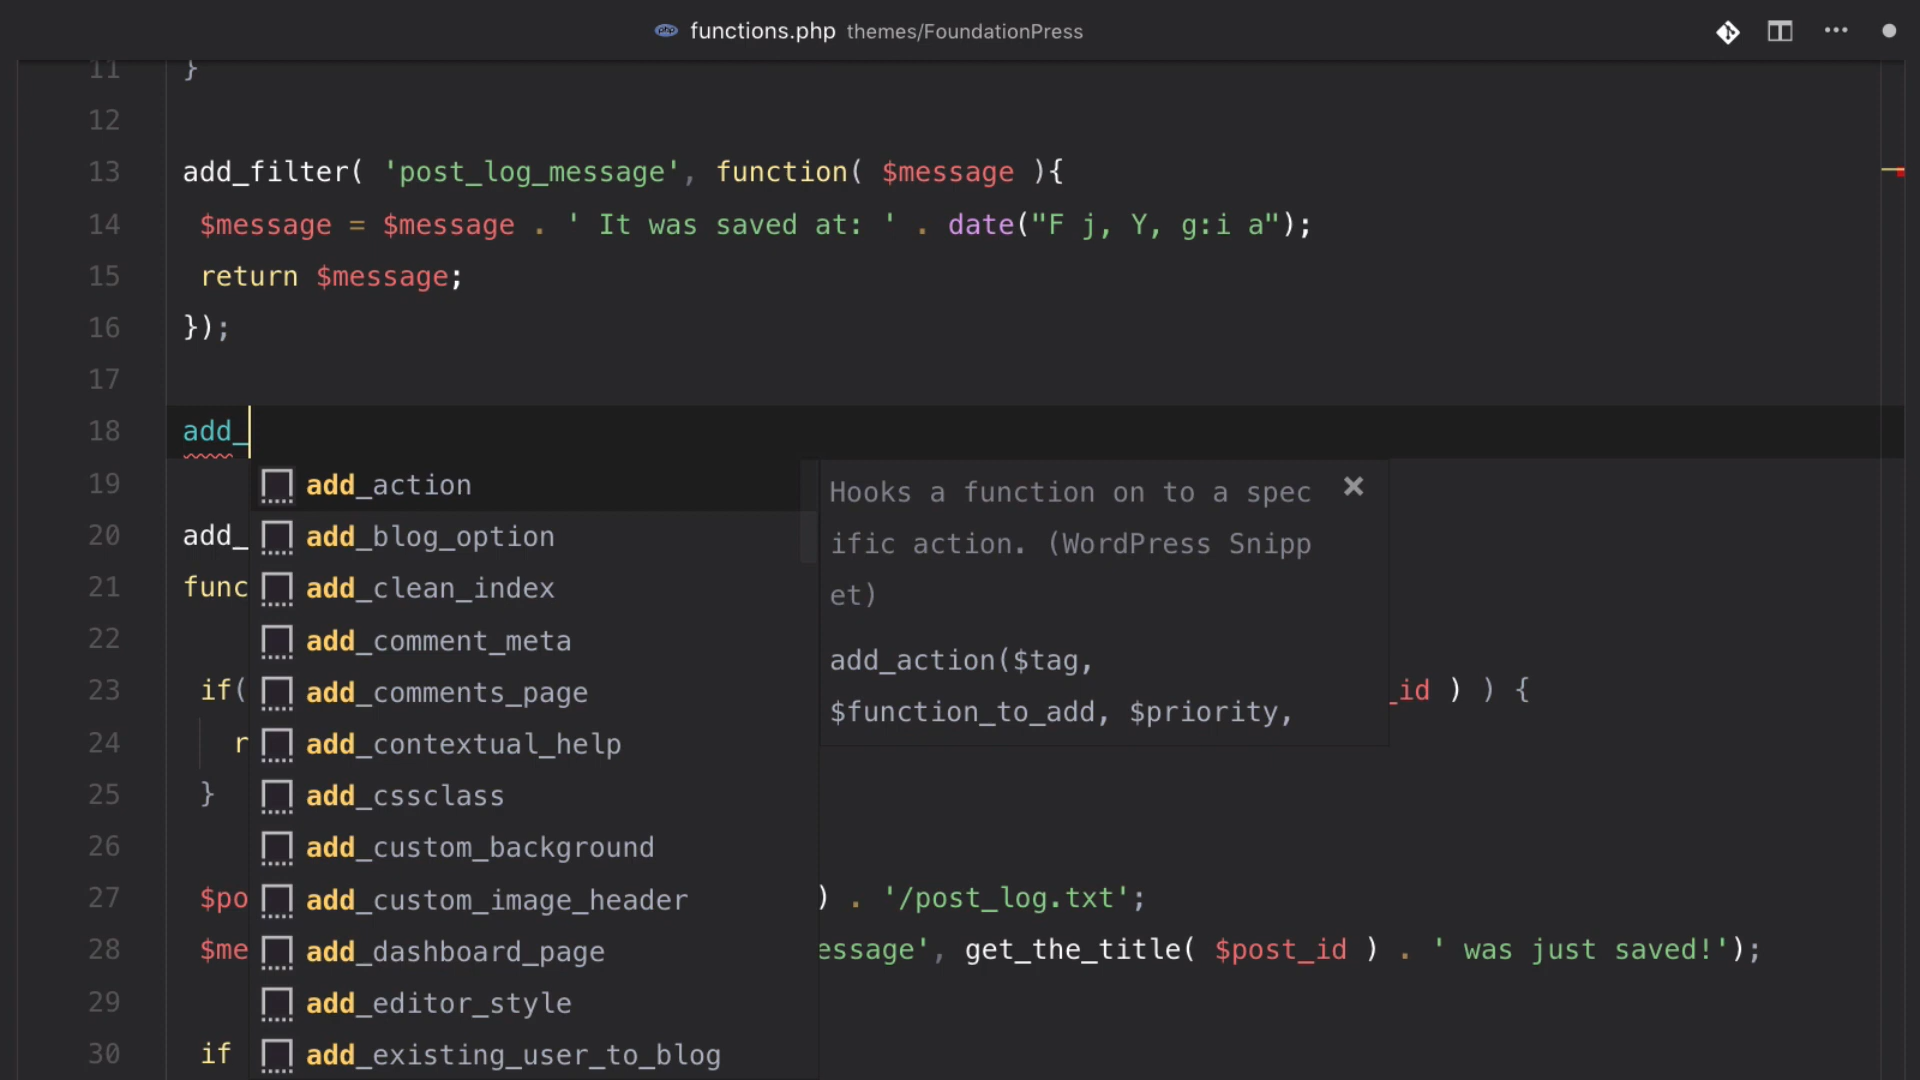 functions.php themes/FoundationPress
11 }
12
13 add_filter( 'post_log_message', function( $message ){
14 $message = $message . ' It was saved at: ' . date("F j, Y, g:i a");
15 return $message;
16 });
17
18 add_
19
20 add_
21 func
22
23 if( _id ) ) {
24 r
25 }
26
27 $po ) . '/post_log.txt';
28 $me essage', get_the_title( $post_id ) . ' was just saved!');
29
30 if
add_action
add_blog_option
add_clean_index
add_comment_meta
add_comments_page
add_contextual_help
add_cssclass
add_custom_background
add_custom_image_header
add_dashboard_page
add_editor_style
add_existing_user_to_blog
Hooks a function on to a spec
ific action. (WordPress Snipp
et)
add_action($tag,
$function_to_add, $priority,